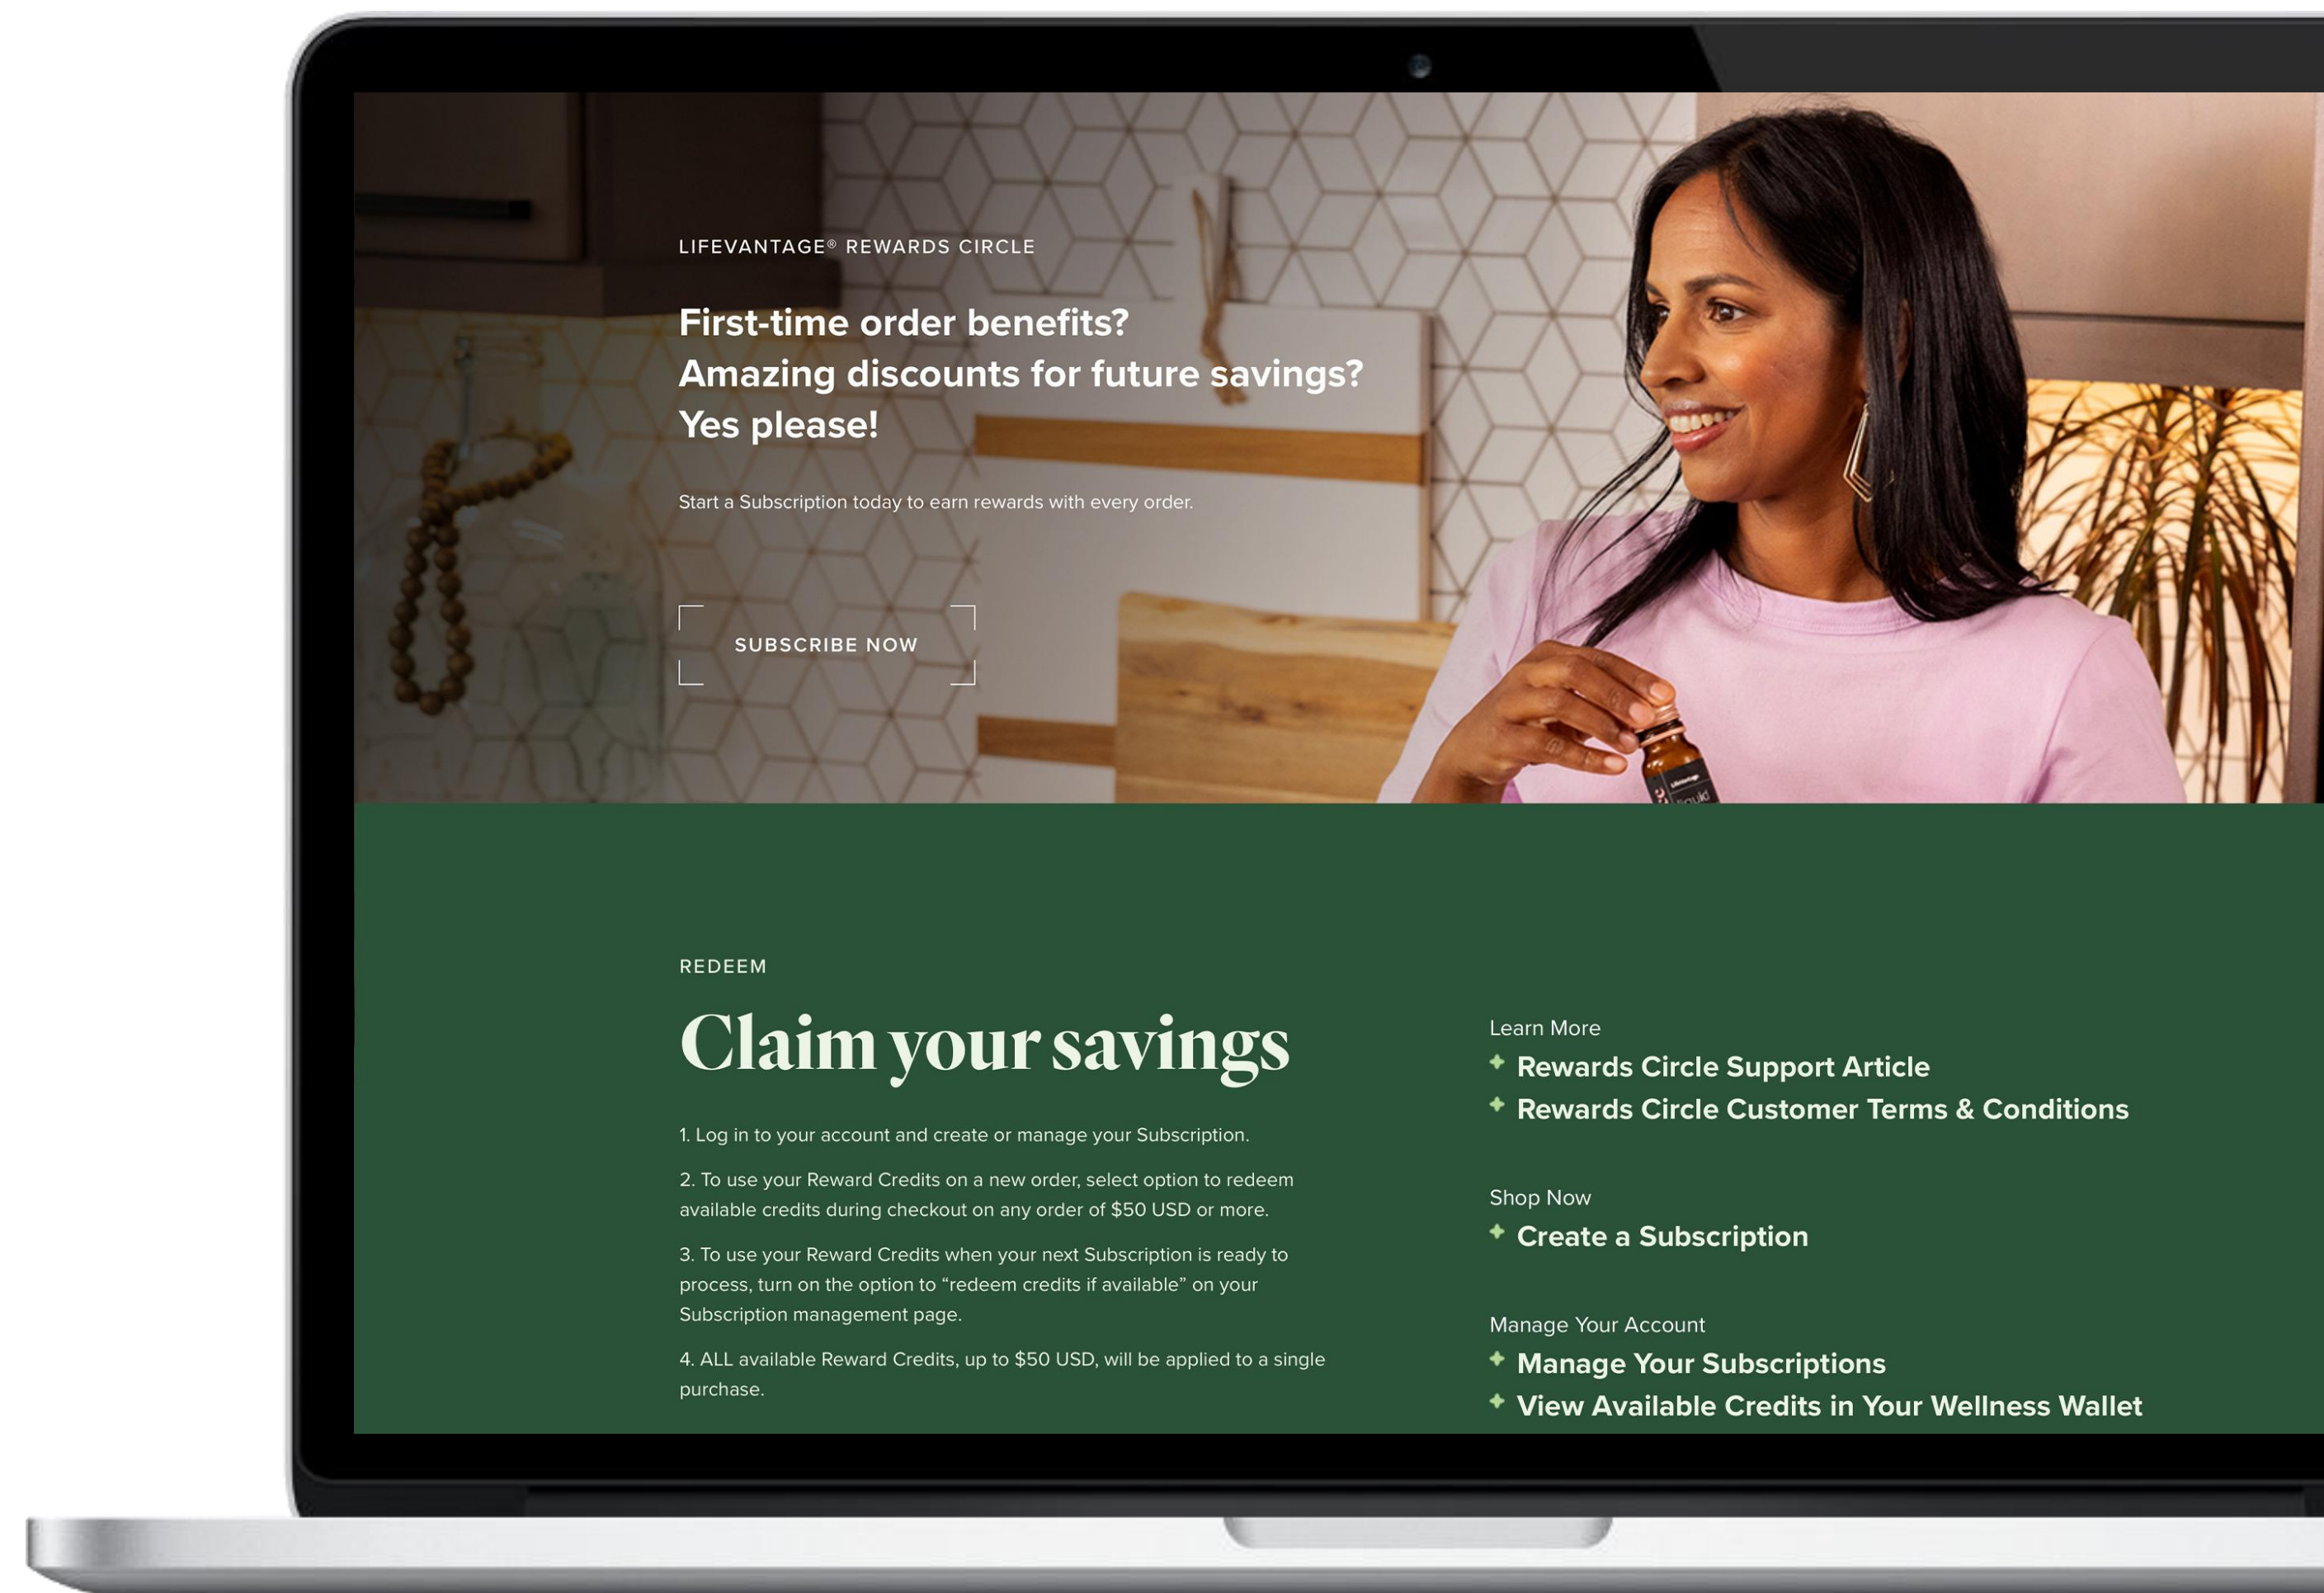 LIFEVANTAGE® REWARDS CIRCLE
First-time order benefits?
Amazing discounts for future savings?
Yes please!
Start a Subscription today to earn rewards with every order.
SUBSCRIBE NOW
LifeVantage
liquid
REDEEM
Claim your savings
1. Log in to your account and create or manage your Subscription.
2. To use your Reward Credits on a new order, select option to redeem
available credits during checkout on any order of $50 USD or more.
3. To use your Reward Credits when your next Subscription is ready to
process, turn on the option to “redeem credits if available” on your
Subscription management page.
4. ALL available Reward Credits, up to $50 USD, will be applied to a single
purchase.
Learn More
Rewards Circle Support Article
Rewards Circle Customer Terms & Conditions
Shop Now
Create a Subscription
Manage Your Account
Manage Your Subscriptions
View Available Credits in Your Wellness Wallet